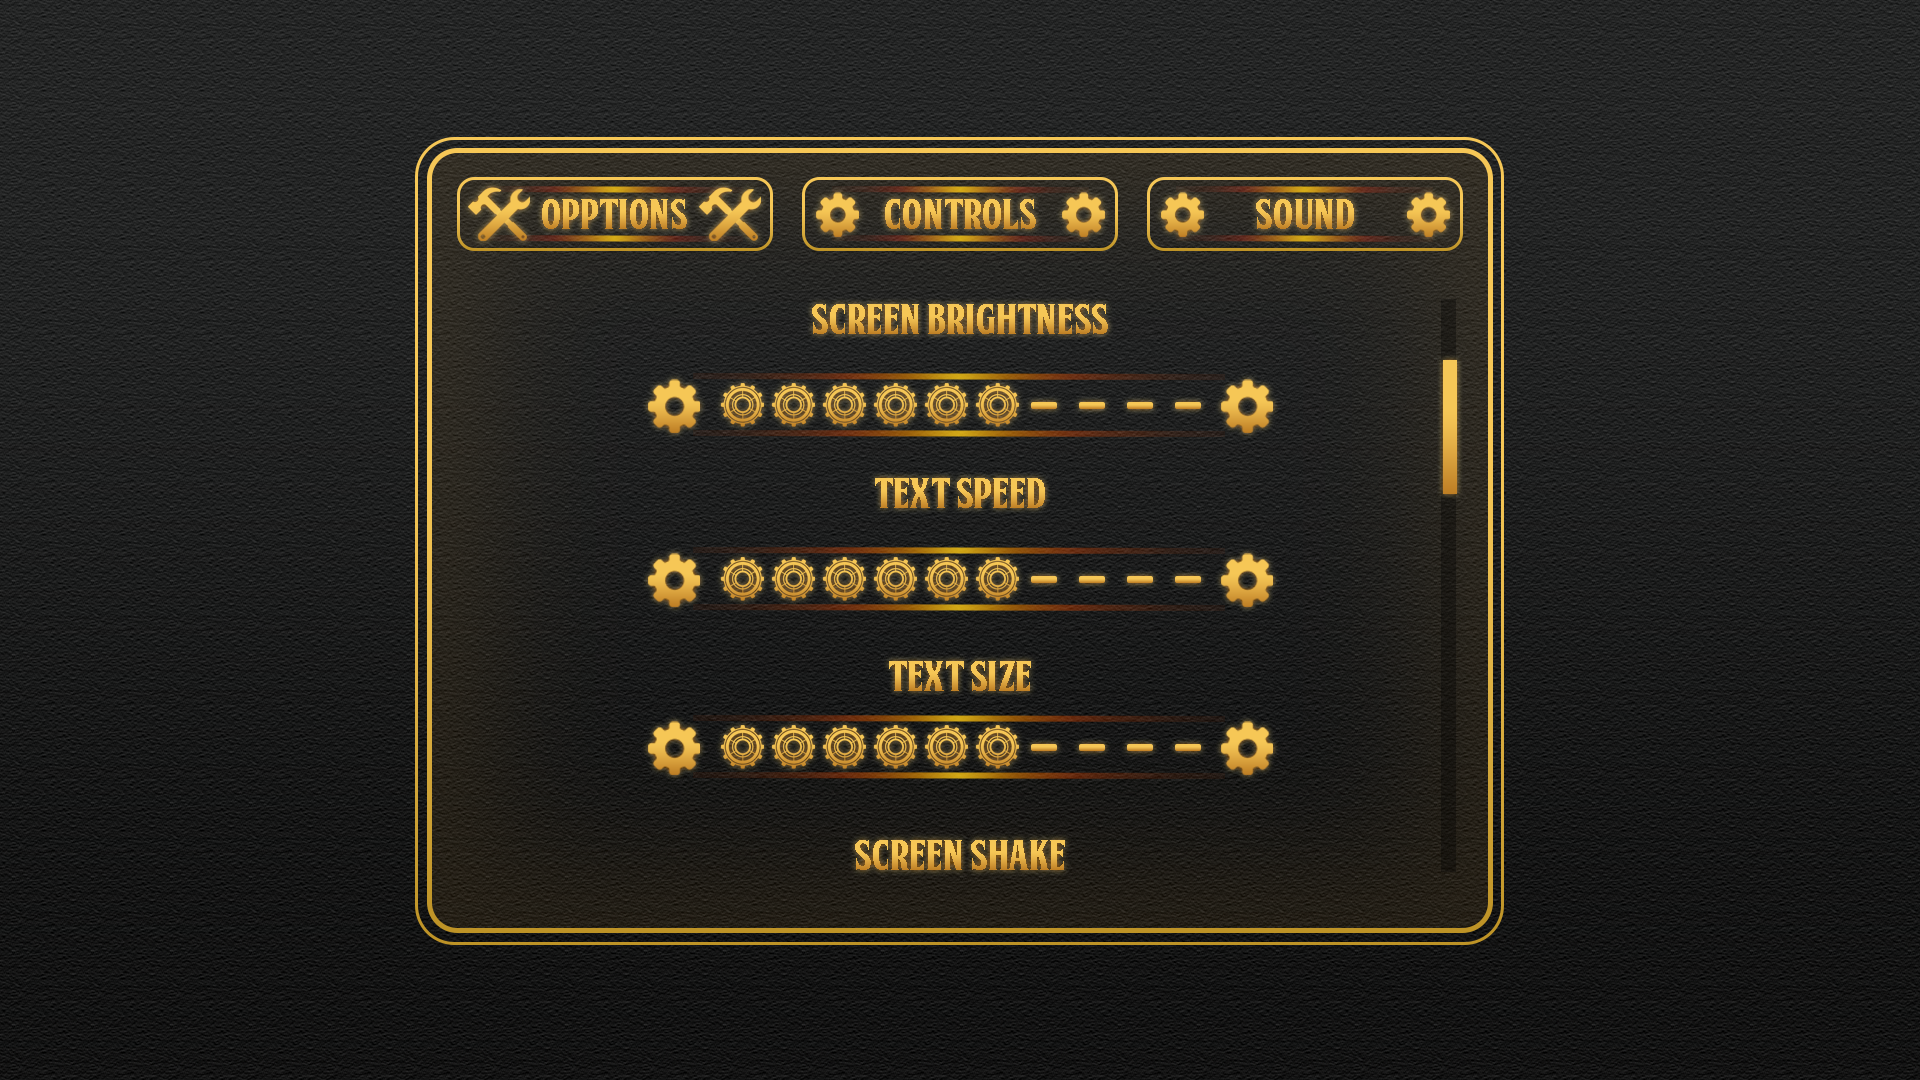 OPPTIONS
CONTROLS
SOUND
SCREEN BRIGHTNESS
TEXT SPEED
TEXT SIZE
SCREEN SHAKE